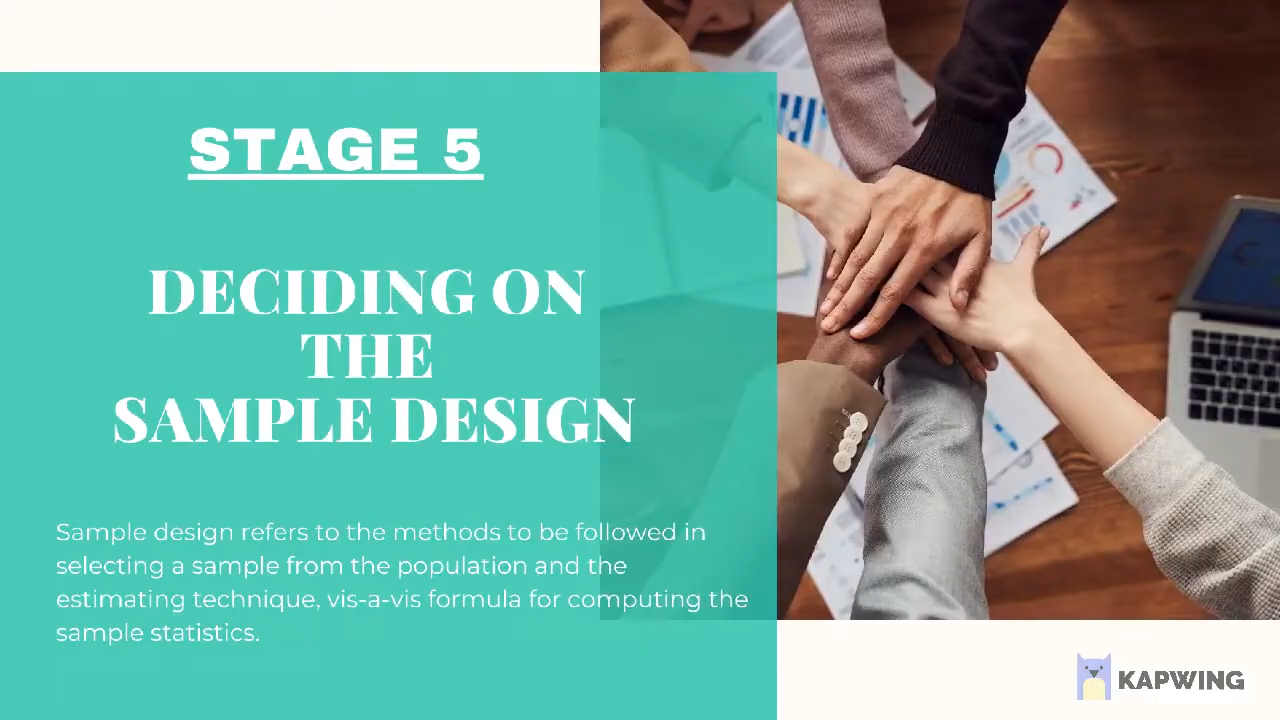 STAGE 5
DECIDING ON
THE
SAMPLE DESIGN
Sample design refers to the methods to be followed in
selecting a sample from the population and the
estimating technique, vis-a-vis formula for computing the
sample statistics.
KAPWING